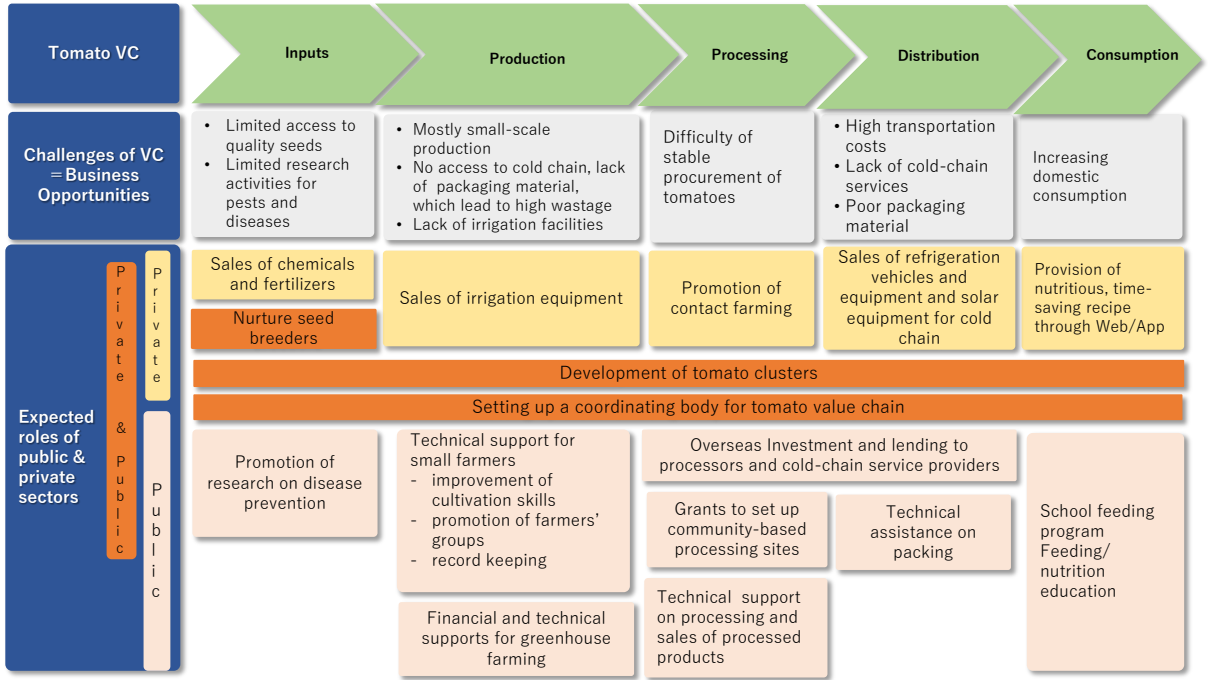 Tomato VC
Inputs
Production
Processing
Distribution
Consumption
Challenges of VC
=Business
Opportunities
• Limited access to
quality seeds
• Limited research
activities for
pests and
diseases
• Mostly small-scale
production
• No access to cold chain, lack
of packaging material,
which lead to high wastage
• Lack of irrigation facilities
Difficulty of
stable
procurement of
tomatoes
• High transportation
costs
• Lack of cold-chain
services
• Poor packaging
material
Increasing
domestic
consumption
Expected
roles of
public &
private
sectors
Private & Public
Private
Public
Sales of chemicals
and fertilizers
Nurture seed
breeders
Sales of irrigation equipment
Promotion of
contact farming
Sales of refrigeration
vehicles and
equipment and solar
equipment for cold
chain
Provision of
nutritious, time-
saving recipe
through Web/App
Development of tomato clusters
Setting up a coordinating body for tomato value chain
Promotion of
research on disease
prevention
Technical support for
small farmers
- improvement of
cultivation skills
- promotion of farmers'
groups
- record keeping
Financial and technical
supports for greenhouse
farming
Overseas Investment and lending to
processors and cold-chain service providers
Grants to set up
community-based
processing sites
Technical
assistance on
packing
Technical support
on processing and
sales of processed
products
School feeding
program
Feeding/
nutrition
education